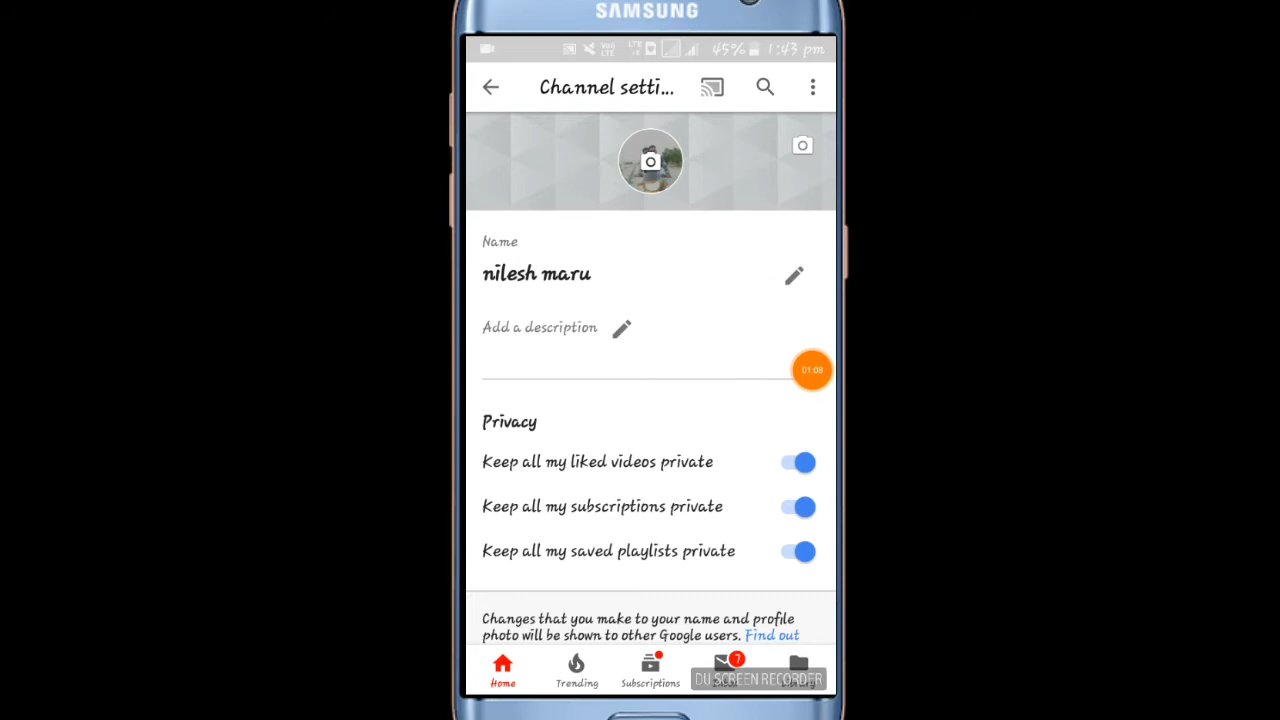 SAMSUNG
45% 1:43 pm
Channel setti...
Name
nilesh maru
Add a description
01:08
Privacy
Keep all my liked videos private
Keep all my subscriptions private
Keep all my saved playlists private
Changes that you make to your name and profile
photo will be shown to other Google users. Find out
7
Home Trending Subscriptions
DU SCREEN RECORDER